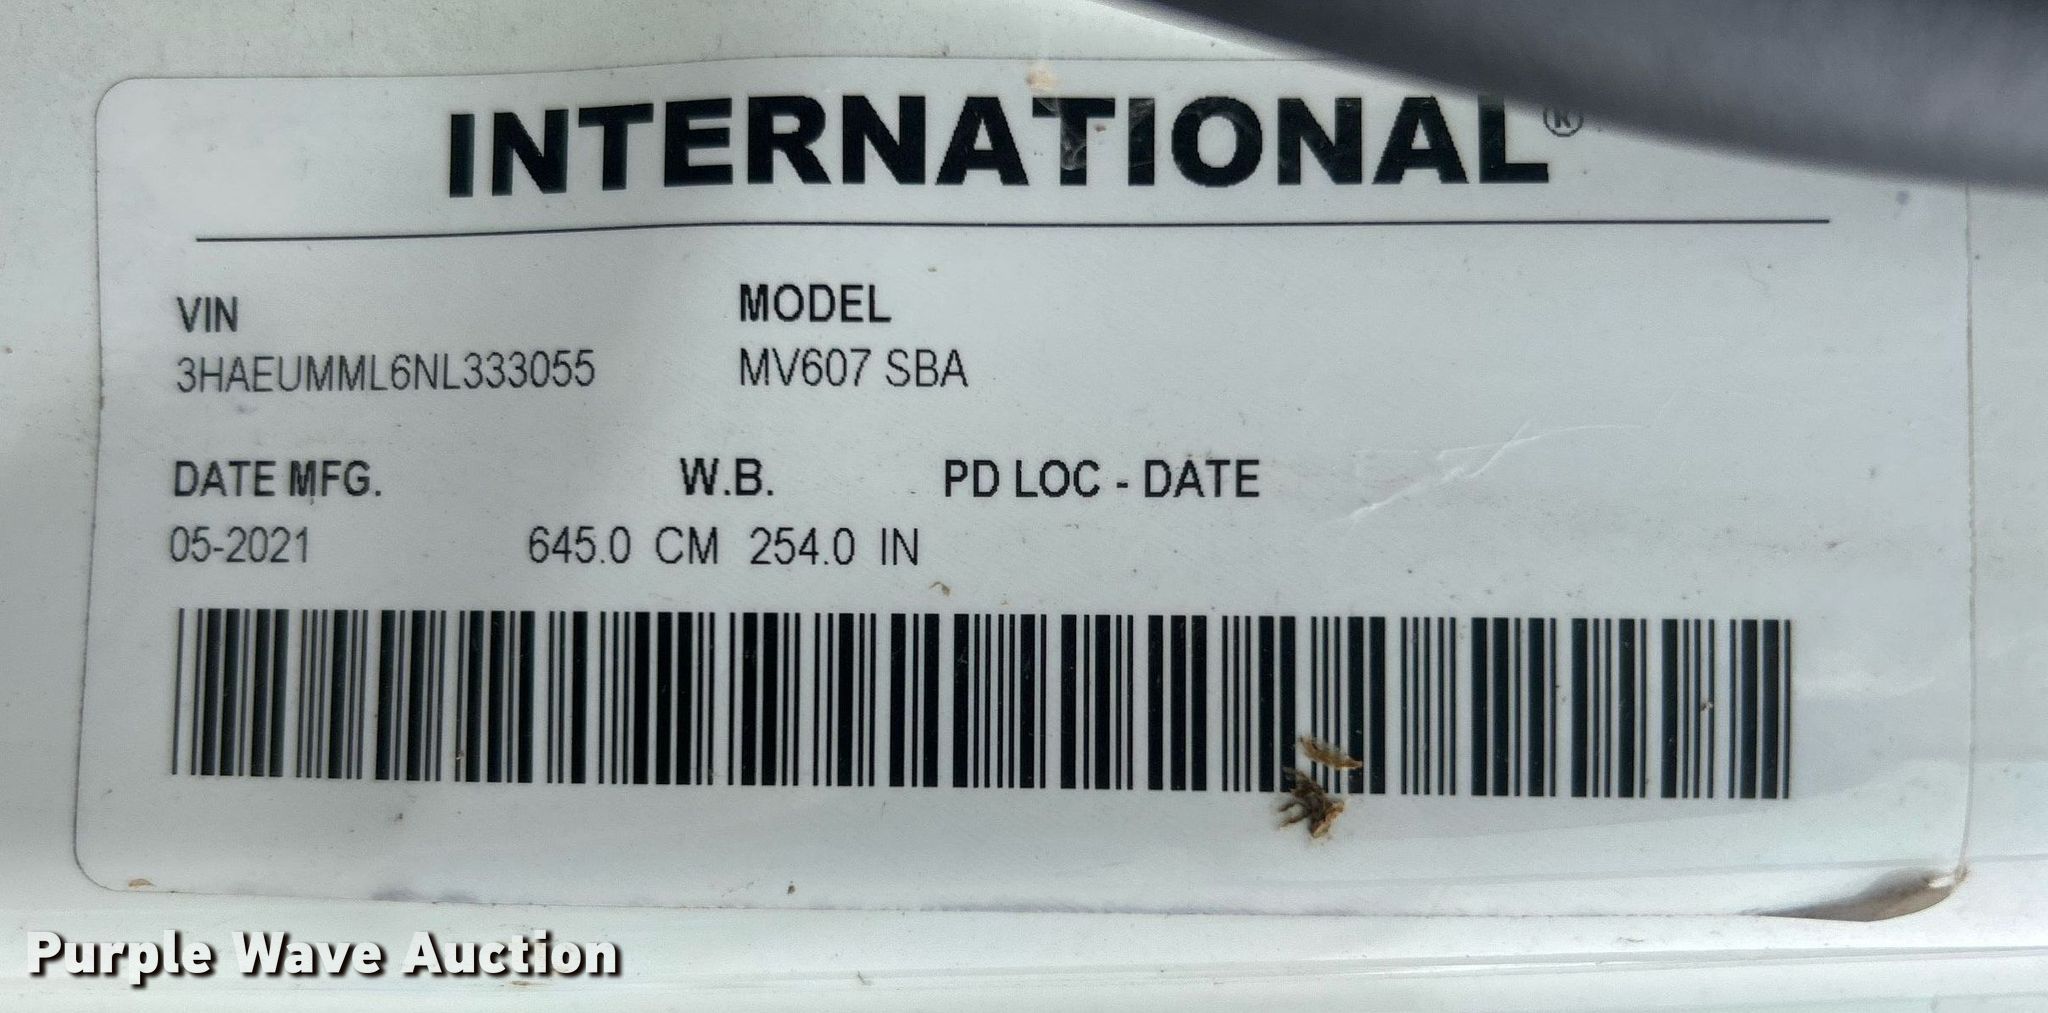 INTERNATIONAL®
VIN MODEL
3HAEUMML6NL333055 MV607 SBA
DATE MFG. W.B. PD LOC - DATE
05-2021 645.0 CM 254.0 IN
Purple Wave Auction